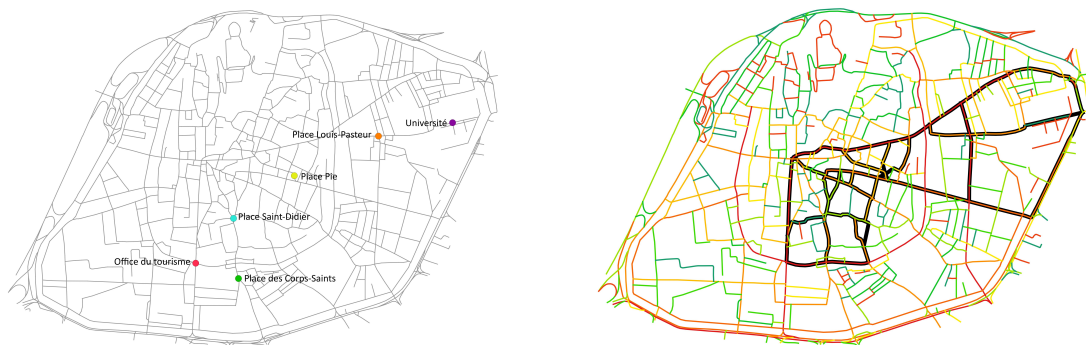 Université
Place Louis-Pasteur
Place Pie
Place Saint-Didier
Office du tourisme
Place des Corps-Saints